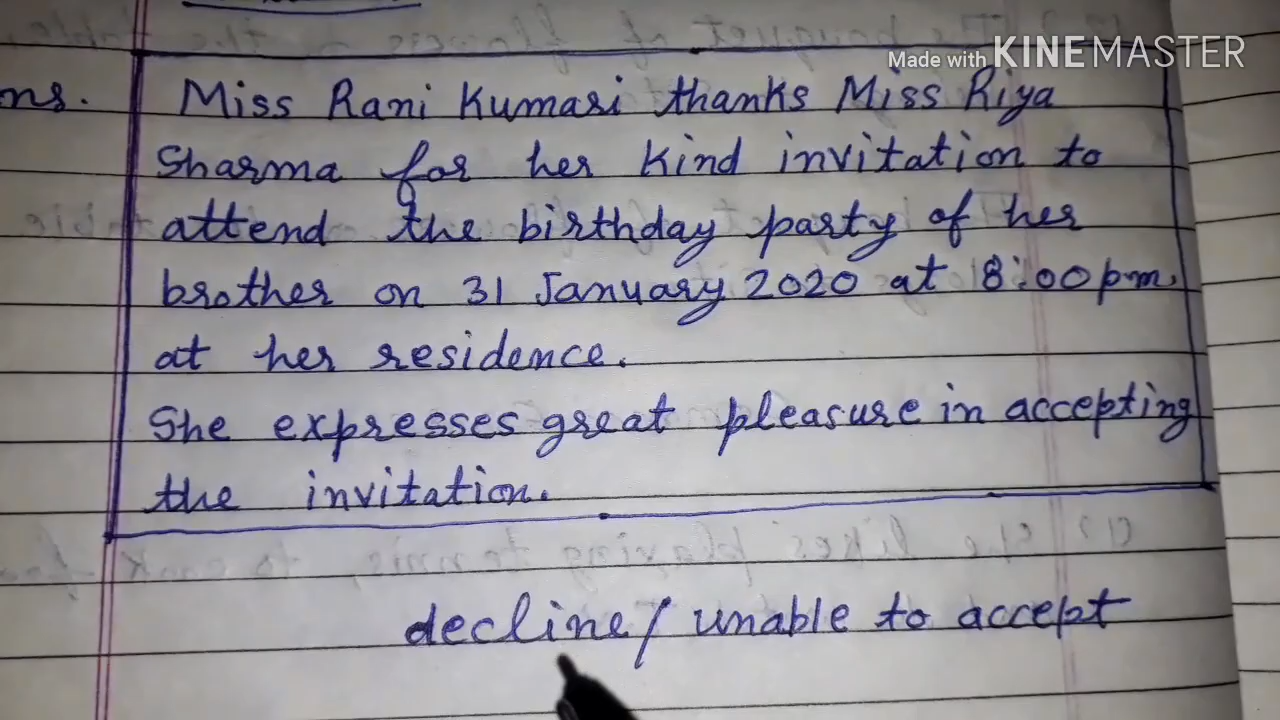 Made with KINEMASTER
ns. Miss Rani Kumari thanks Miss Riya
Sharma for her kind invitation to
attend the birthday party of her
brother on 31 January 2020 at 8:00 p.m.
at her residence.
She expresses great pleasure in accepting
the invitation.
decline / unable to accept